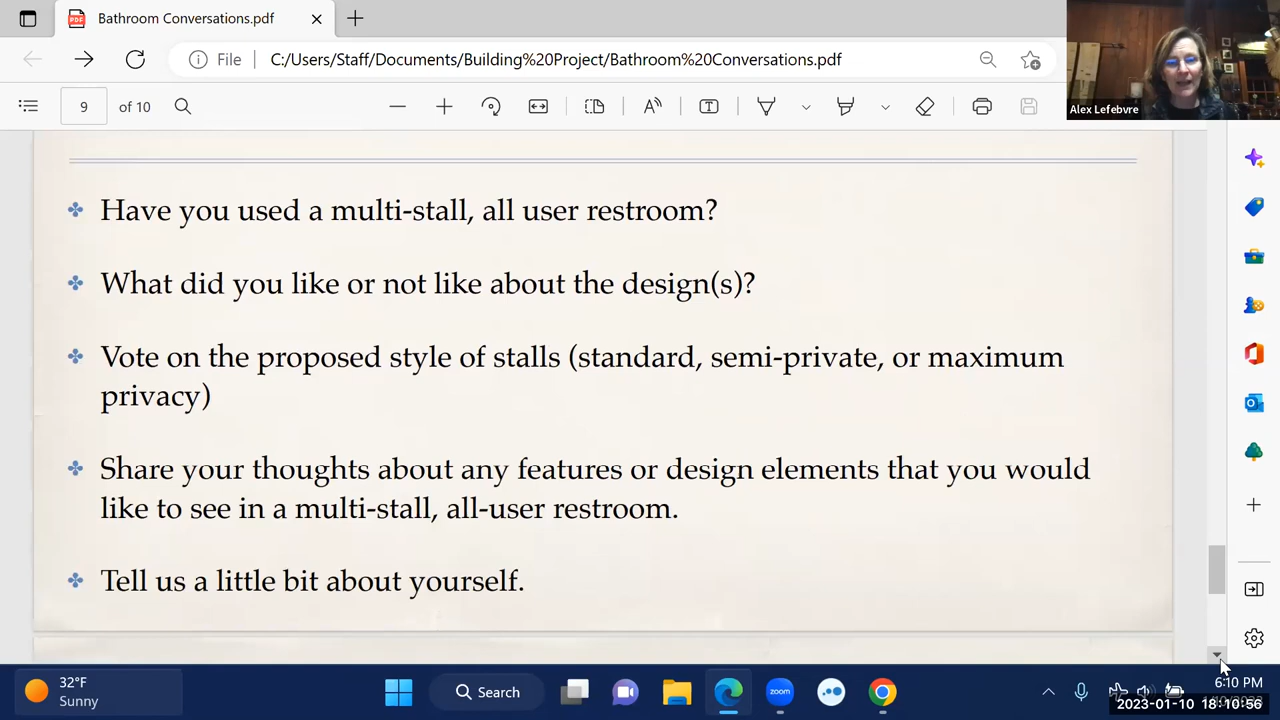 Bathroom Conversations.pdf
File
C:/Users/Staff/Documents/Building%20Project/Bathroom%20Conversations.pdf
9 of 10
Alex Lefebvre
Have you used a multi-stall, all user restroom?
What did you like or not like about the design(s)?
Vote on the proposed style of stalls (standard, semi-private, or maximum
privacy)
Share your thoughts about any features or design elements that you would
like to see in a multi-stall, all-user restroom.
Tell us a little bit about yourself.
32°F
Sunny
Search
zoom
6:10 PM
2023-01-10 18:10:56